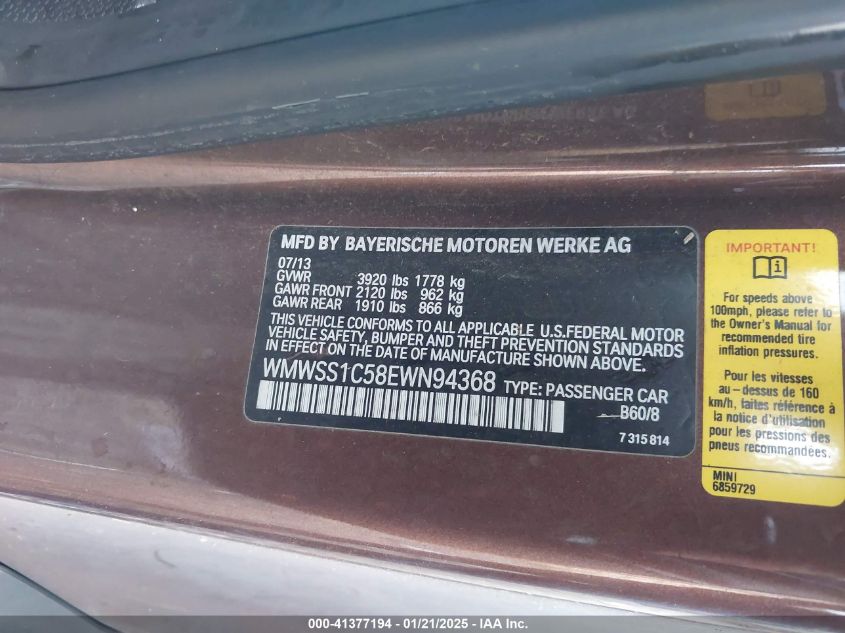 MFD BY BAYERISCHE MOTOREN WERKE AG
07/13
GVWR 3920 lbs 1778 kg
GAWR FRONT 2120 lbs 962 kg
GAWR REAR 1910 lbs 866 kg
THIS VEHICLE CONFORMS TO ALL APPLICABLE U.S.FEDERAL MOTOR
VEHICLE SAFETY, BUMPER AND THEFT PREVENTION STANDARDS
IN EFFECT ON THE DATE OF MANUFACTURE SHOWN ABOVE.
WMWSS1C58EWN94368 TYPE: PASSENGER CAR
B60/8
7 315 814
IMPORTANT!
For speeds above
100mph, please refer to
the Owner's Manual for
recommended tire
inflation pressures.
Pour les vitesses
au-dessus de 160
km/h, faites référence à
la notice d'utilisation
pour les pressions des
pneus recommandées.
MINI
6859729
000-41377194 - 01/21/2025 - IAA Inc.